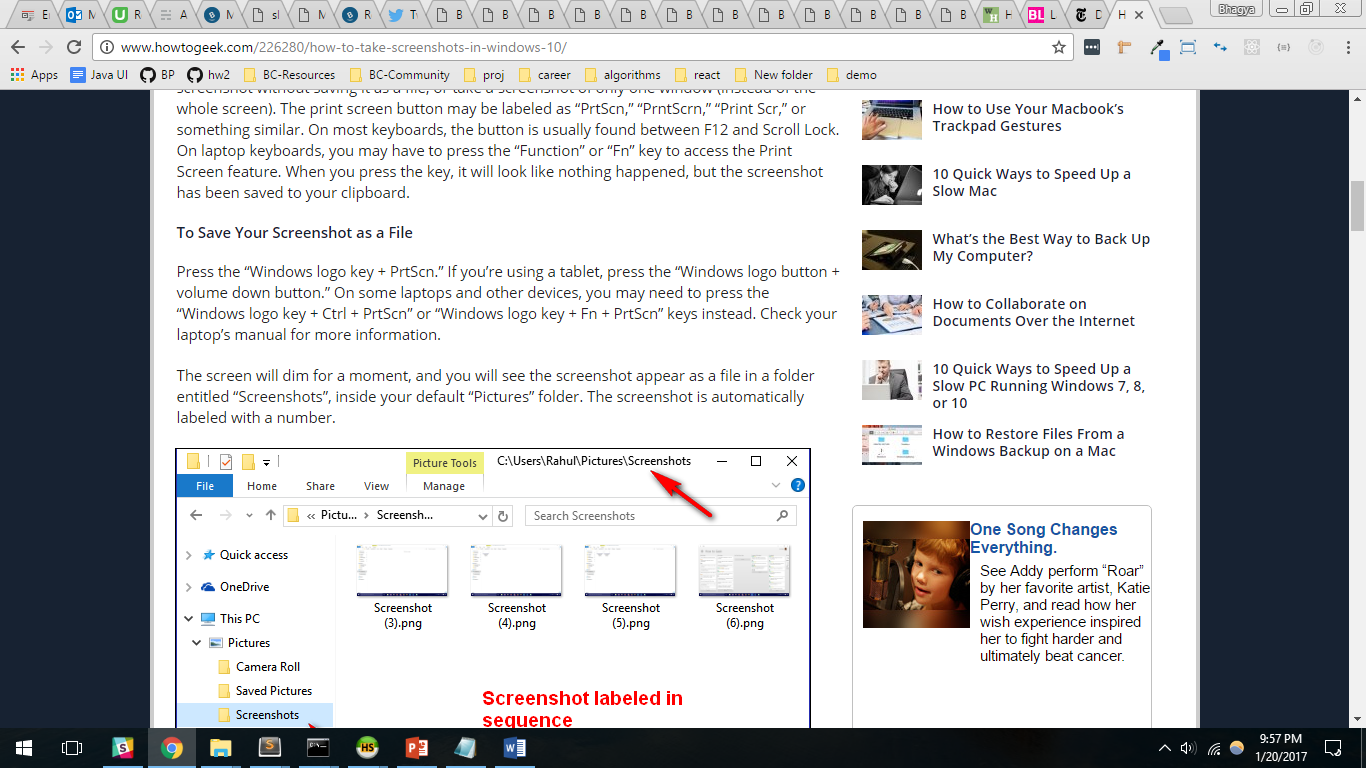 Bhagya
www.howtogeek.com/226280/how-to-take-screenshots-in-windows-10/
Apps
Java UI
BP
hw2
BC-Resources
BC-Community
proj
career
algorithms
react
New folder
demo
screenshot without saving it as a file, or take a screenshot of only one window (instead of the
whole screen). The print screen button may be labeled as “PrtScn,” “PrntScrn,” “Print Scr,” or
something similar. On most keyboards, the button is usually found between F12 and Scroll Lock.
On laptop keyboards, you may have to press the “Function” or “Fn” key to access the Print
Screen feature. When you press the key, it will look like nothing happened, but the screenshot
has been saved to your clipboard.
To Save Your Screenshot as a File
Press the “Windows logo key + PrtScn.” If you’re using a tablet, press the “Windows logo button +
volume down button.” On some laptops and other devices, you may need to press the
“Windows logo key + Ctrl + PrtScn” or “Windows logo key + Fn + PrtScn” keys instead. Check your
laptop’s manual for more information.
The screen will dim for a moment, and you will see the screenshot appear as a file in a folder
entitled “Screenshots”, inside your default “Pictures” folder. The screenshot is automatically
labeled with a number.
Picture Tools
C:\Users\Rahul\Pictures\Screenshots
File
Home
Share
View
Manage
« Pictu... > Screensh...
Search Screenshots
Quick access
OneDrive
This PC
Pictures
Camera Roll
Saved Pictures
Screenshots
Screenshot
(3).png
Screenshot
(4).png
Screenshot
(5).png
Screenshot
(6).png
Screenshot labeled in
sequence
How to Use Your Macbook’s
Trackpad Gestures
10 Quick Ways to Speed Up a
Slow Mac
What’s the Best Way to Back Up
My Computer?
How to Collaborate on
Documents Over the Internet
10 Quick Ways to Speed Up a
Slow PC Running Windows 7, 8,
or 10
How to Restore Files From a
Windows Backup on a Mac
One Song Changes
Everything.
See Addy perform “Roar”
by her favorite artist, Katie
Perry, and read how her
wish experience inspired
her to fight harder and
ultimately beat cancer.
9:57 PM
1/20/2017